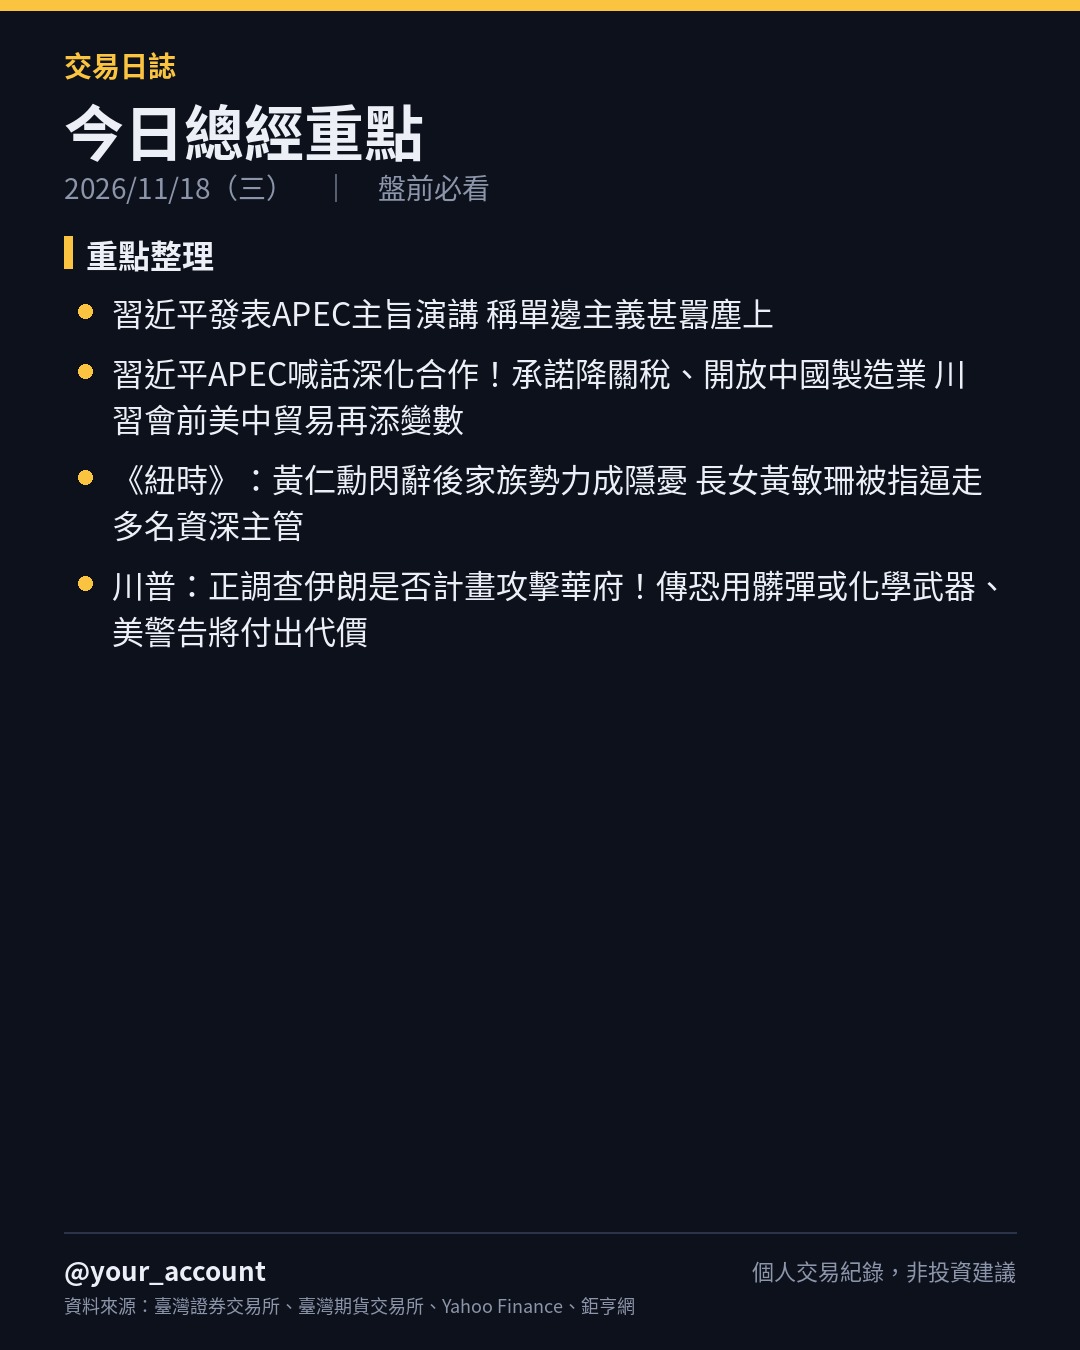 交易日誌
今日總經重點
2026/11/18（三） ｜ 盤前必看
重點整理
習近平發表APEC主旨演講 稱單邊主義甚囂塵上
習近平APEC喊話深化合作！承諾降關稅、開放中國製造業 川
習會前美中貿易再添變數
《紐時》：黃仁勳閃辭後家族勢力成隱憂 長女黃敏珊被指逼走
多名資深主管
川普：正調查伊朗是否計畫攻擊華府！傳恐用髒彈或化學武器、
美警告將付出代價
@your_account
個人交易紀錄，非投資建議
資料來源：臺灣證券交易所、臺灣期貨交易所、Yahoo Finance、鉅亨網